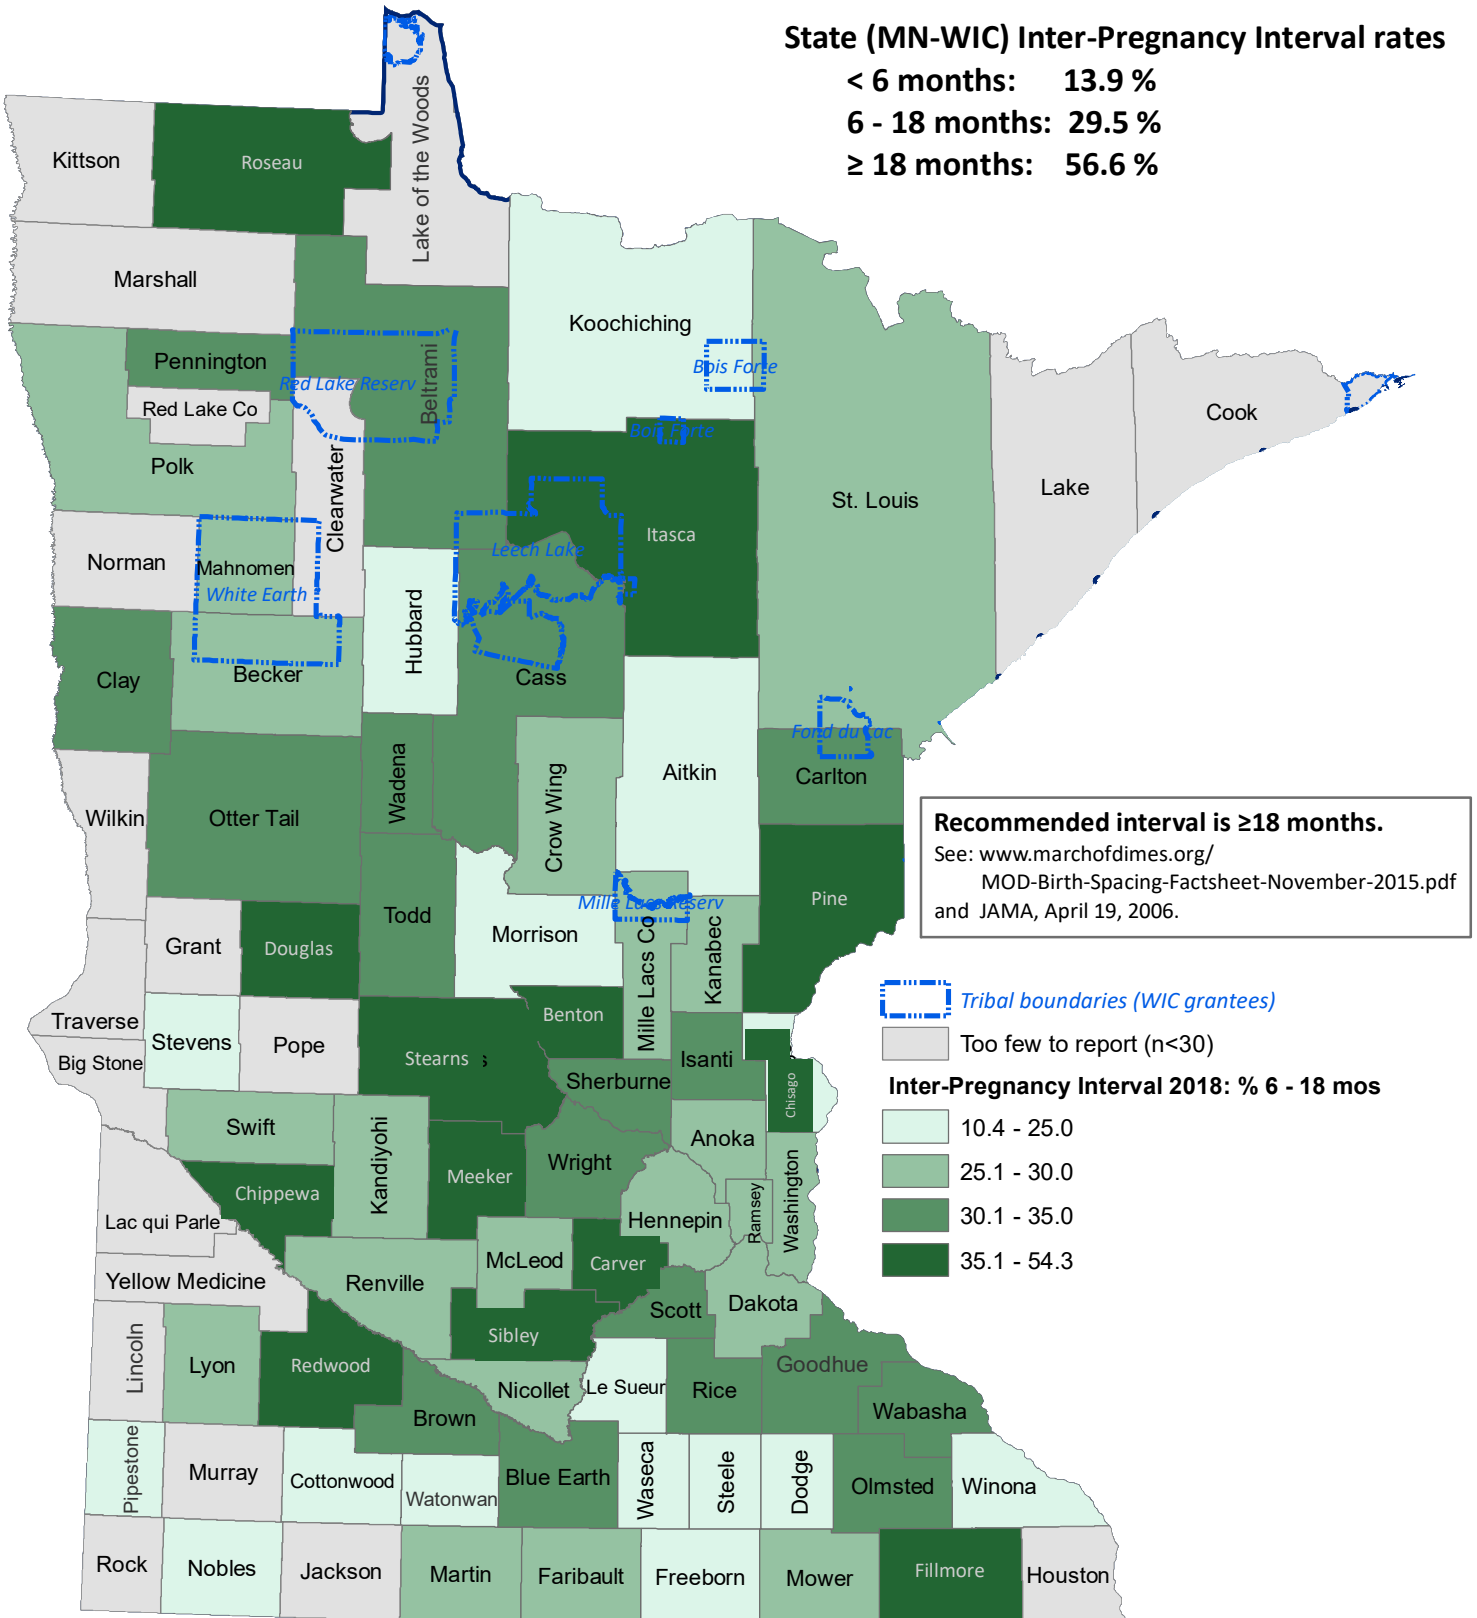 State (MN-WIC) Inter-Pregnancy Interval rates
< 6 months: 13.9 %
6 - 18 months: 29.5 %
≥ 18 months: 56.6 %
Kittson
Roseau
Lake of the Woods
Marshall
Koochiching
Pennington
Beltrami
Red Lake Reserv
Bois Forte
Red Lake Co
Cook
Bois Forte
Polk
Clearwater
Lake
St. Louis
Itasca
Leech Lake
Norman
Mahnomen
White Earth
Hubbard
Becker
Clay
Cass
Fond du Lac
Aitkin
Carlton
Wadena
Crow Wing
Wilkin
Otter Tail
Recommended interval is ≥18 months.
See: www.marchofdimes.org/
MOD-Birth-Spacing-Factsheet-November-2015.pdf
and JAMA, April 19, 2006.
Pine
Mille Lacs Reserv
Todd
Morrison
Grant
Douglas
Mille Lacs Co
Kanabec
Tribal boundaries (WIC grantees)
Benton
Traverse
Stevens
Pope
Too few to report (n<30)
Big Stone
Stearns
s
Isanti
Sherburne
Chisago
Inter-Pregnancy Interval 2018: % 6 - 18 mos
10.4 - 25.0
Swift
Anoka
Kandiyohi
Wright
Meeker
25.1 - 30.0
Chippewa
Washington
Ramsey
Hennepin
Lac qui Parle
30.1 - 35.0
McLeod
Carver
35.1 - 54.3
Yellow Medicine
Renville
Scott
Dakota
Sibley
Lincoln
Lyon
Redwood
Goodhue
Nicollet
Le Sueur
Rice
Brown
Wabasha
Pipestone
Murray
Cottonwood
Watonwan
Blue Earth
Waseca
Steele
Dodge
Olmsted
Winona
Rock
Nobles
Jackson
Martin
Faribault
Freeborn
Mower
Fillmore
Houston